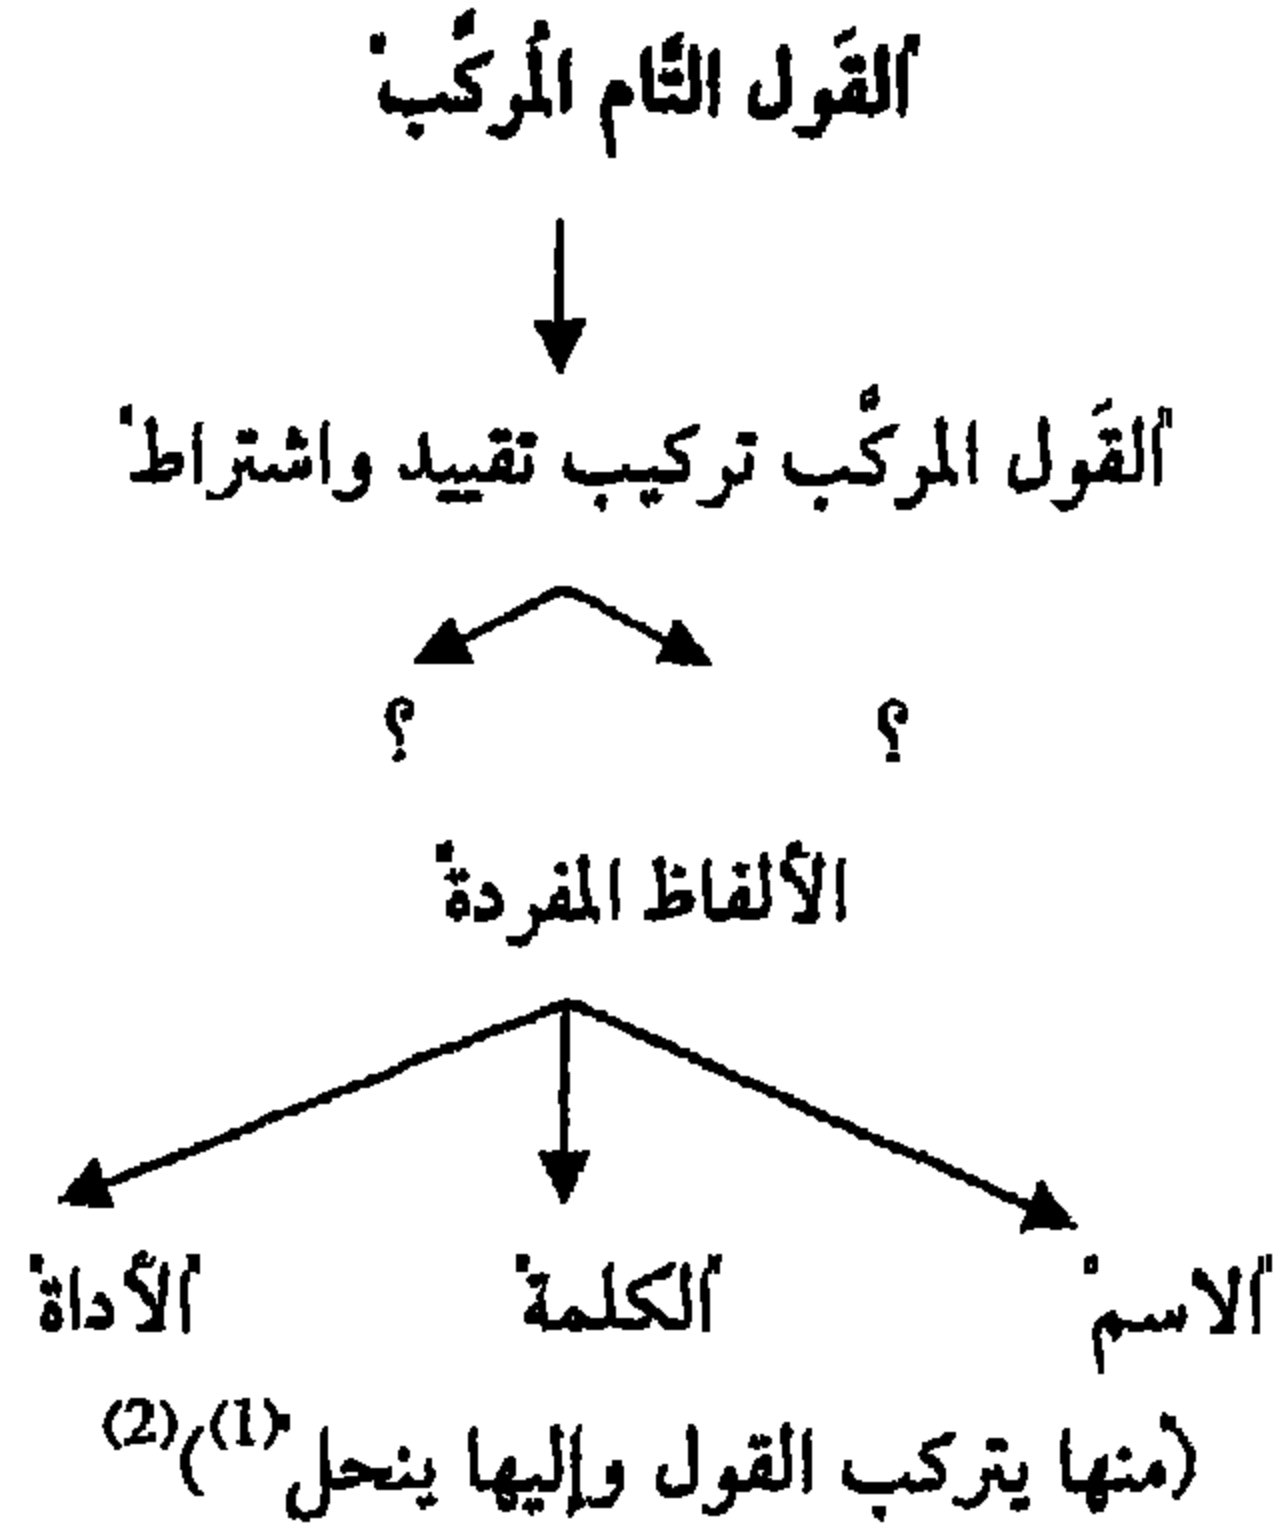 "القَول التَّام المُركَّب"
"القَول المركَّب تركيب تقييد واشتراط"
؟ ؟
الألفاظ المفردة"
"الاسم" "الكلمة" "الأداة"
("منها يتركب القول وإليها ينحل"(1))(2)